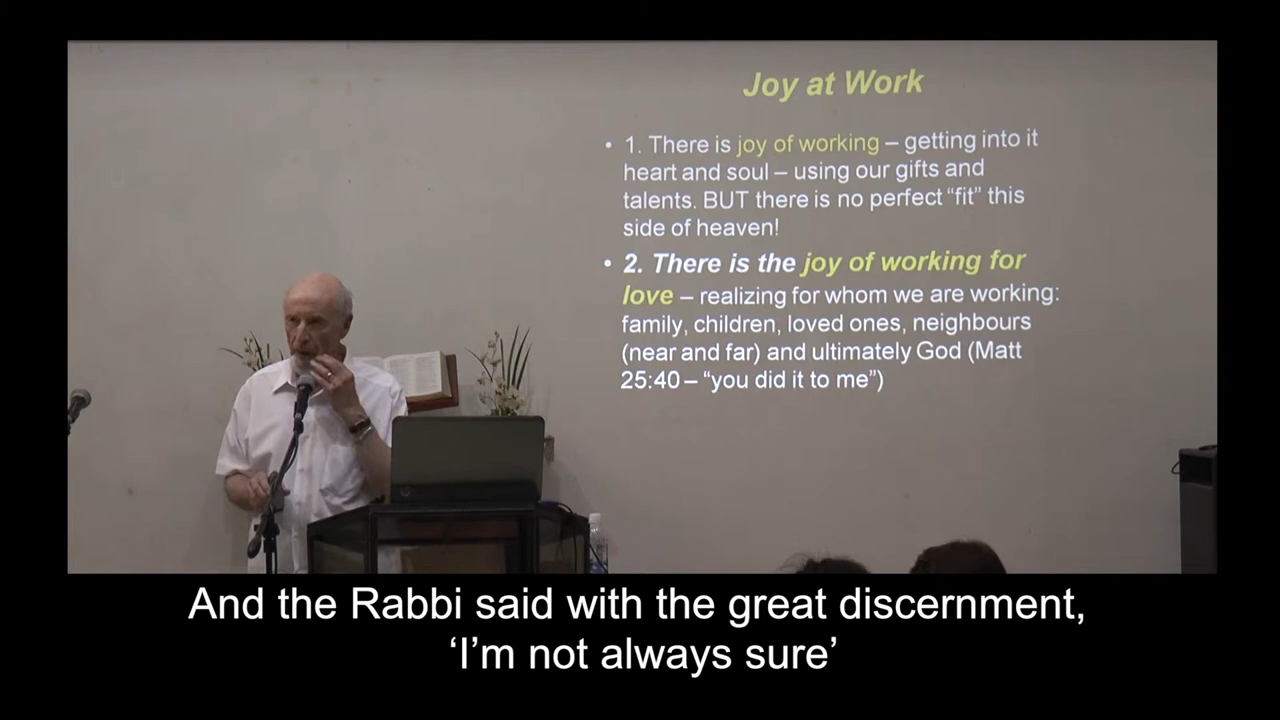 Joy at Work
• 1. There is joy of working – getting into it
heart and soul – using our gifts and
talents. BUT there is no perfect “fit” this
side of heaven!
• 2. There is the joy of working for
love – realizing for whom we are working:
family, children, loved ones, neighbours
(near and far) and ultimately God (Matt
25:40 – “you did it to me”)
And the Rabbi said with the great discernment,
‘I’m not always sure’